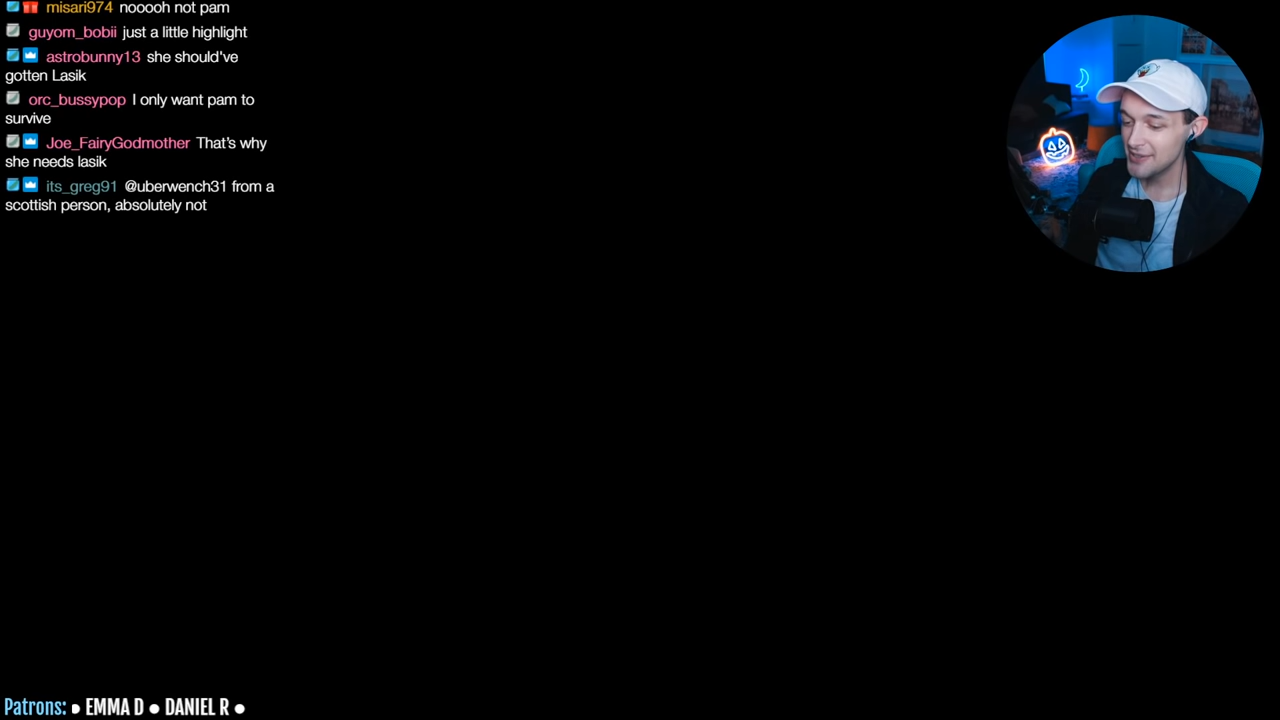 misari974 nooooh not pam
guyom_bobii just a little highlight
astrobunny13 she should've
gotten Lasik
orc_bussypop I only want pam to
survive
Joe_FairyGodmother That's why
she needs lasik
its_greg91 @uberwench31 from a
scottish person, absolutely not
Patrons: ● EMMA D ● DANIEL R ●